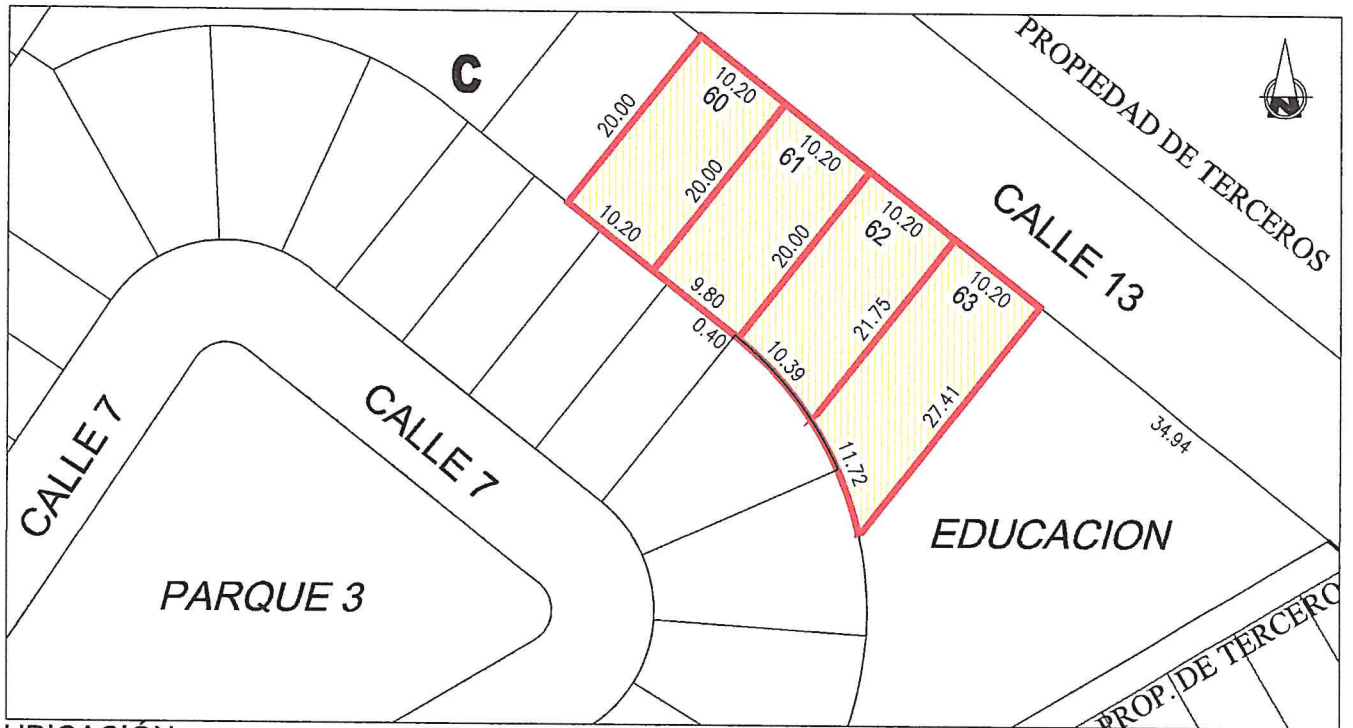 C
PROPIEDAD DE TERCEROS
N
10.20
60
20.00
10.20
61
20.00
10.20
CALLE 13
10.20
62
20.00
9.80
0.40
10.20
63
21.75
10.39
27.41
11.72
34.94
CALLE 7
CALLE 7
EDUCACION
PARQUE 3
PROP. DE TERCERO
UBICACIÓN